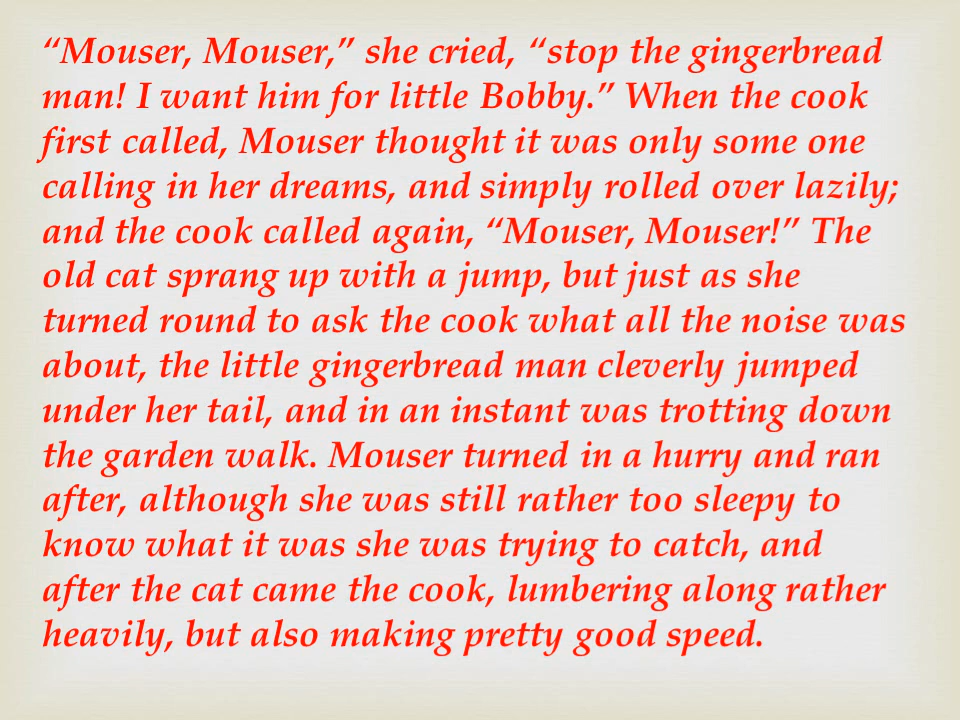 “Mouser, Mouser,” she cried, “stop the gingerbread
man! I want him for little Bobby.” When the cook
first called, Mouser thought it was only some one
calling in her dreams, and simply rolled over lazily;
and the cook called again, “Mouser, Mouser!” The
old cat sprang up with a jump, but just as she
turned round to ask the cook what all the noise was
about, the little gingerbread man cleverly jumped
under her tail, and in an instant was trotting down
the garden walk. Mouser turned in a hurry and ran
after, although she was still rather too sleepy to
know what it was she was trying to catch, and
after the cat came the cook, lumbering along rather
heavily, but also making pretty good speed.